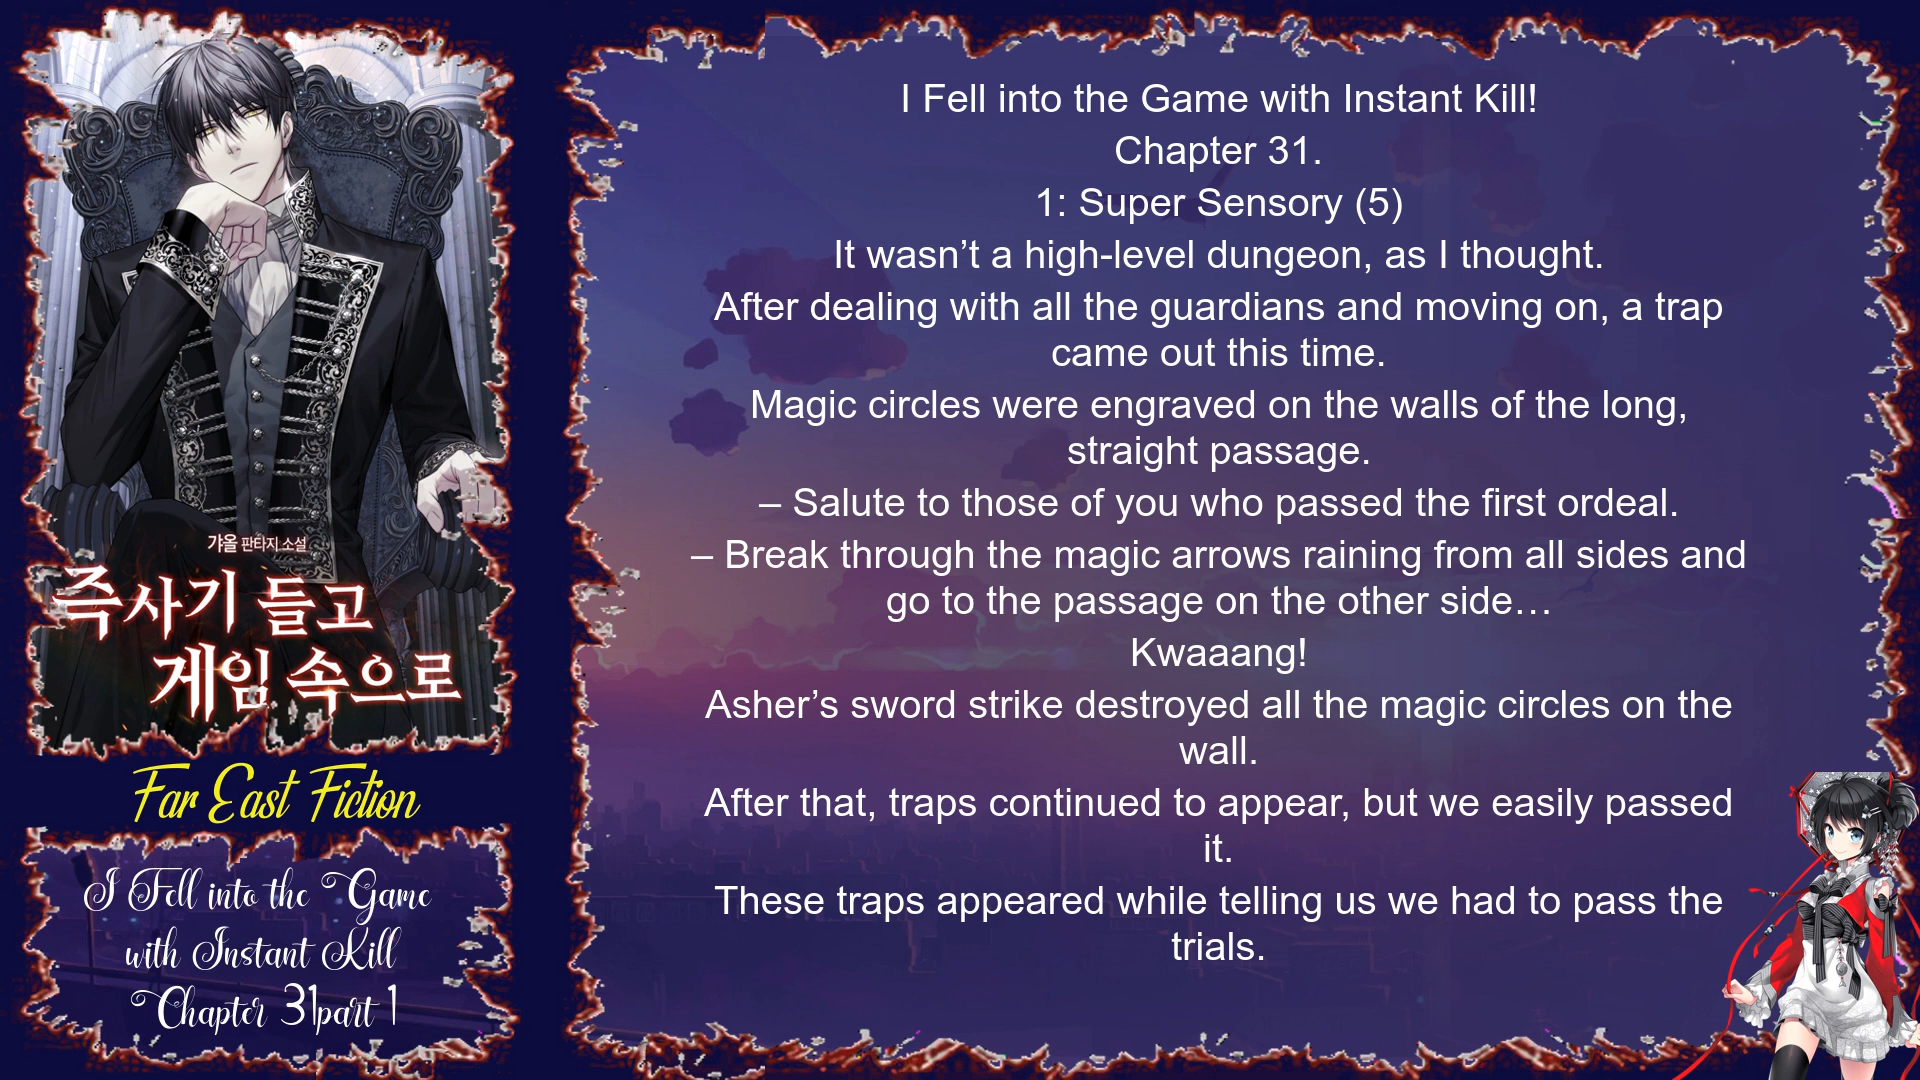 갸올 판타지 소설
즉사기 들고
게임 속으로
Far East Fiction
I Fell into the Game
with Instant Kill
Chapter 31part 1
I Fell into the Game with Instant Kill!
Chapter 31.
1: Super Sensory (5)
It wasn’t a high-level dungeon, as I thought.
After dealing with all the guardians and moving on, a trap
came out this time.
Magic circles were engraved on the walls of the long,
straight passage.
– Salute to those of you who passed the first ordeal.
– Break through the magic arrows raining from all sides and
go to the passage on the other side…
Kwaaang!
Asher’s sword strike destroyed all the magic circles on the
wall.
After that, traps continued to appear, but we easily passed
it.
These traps appeared while telling us we had to pass the
trials.